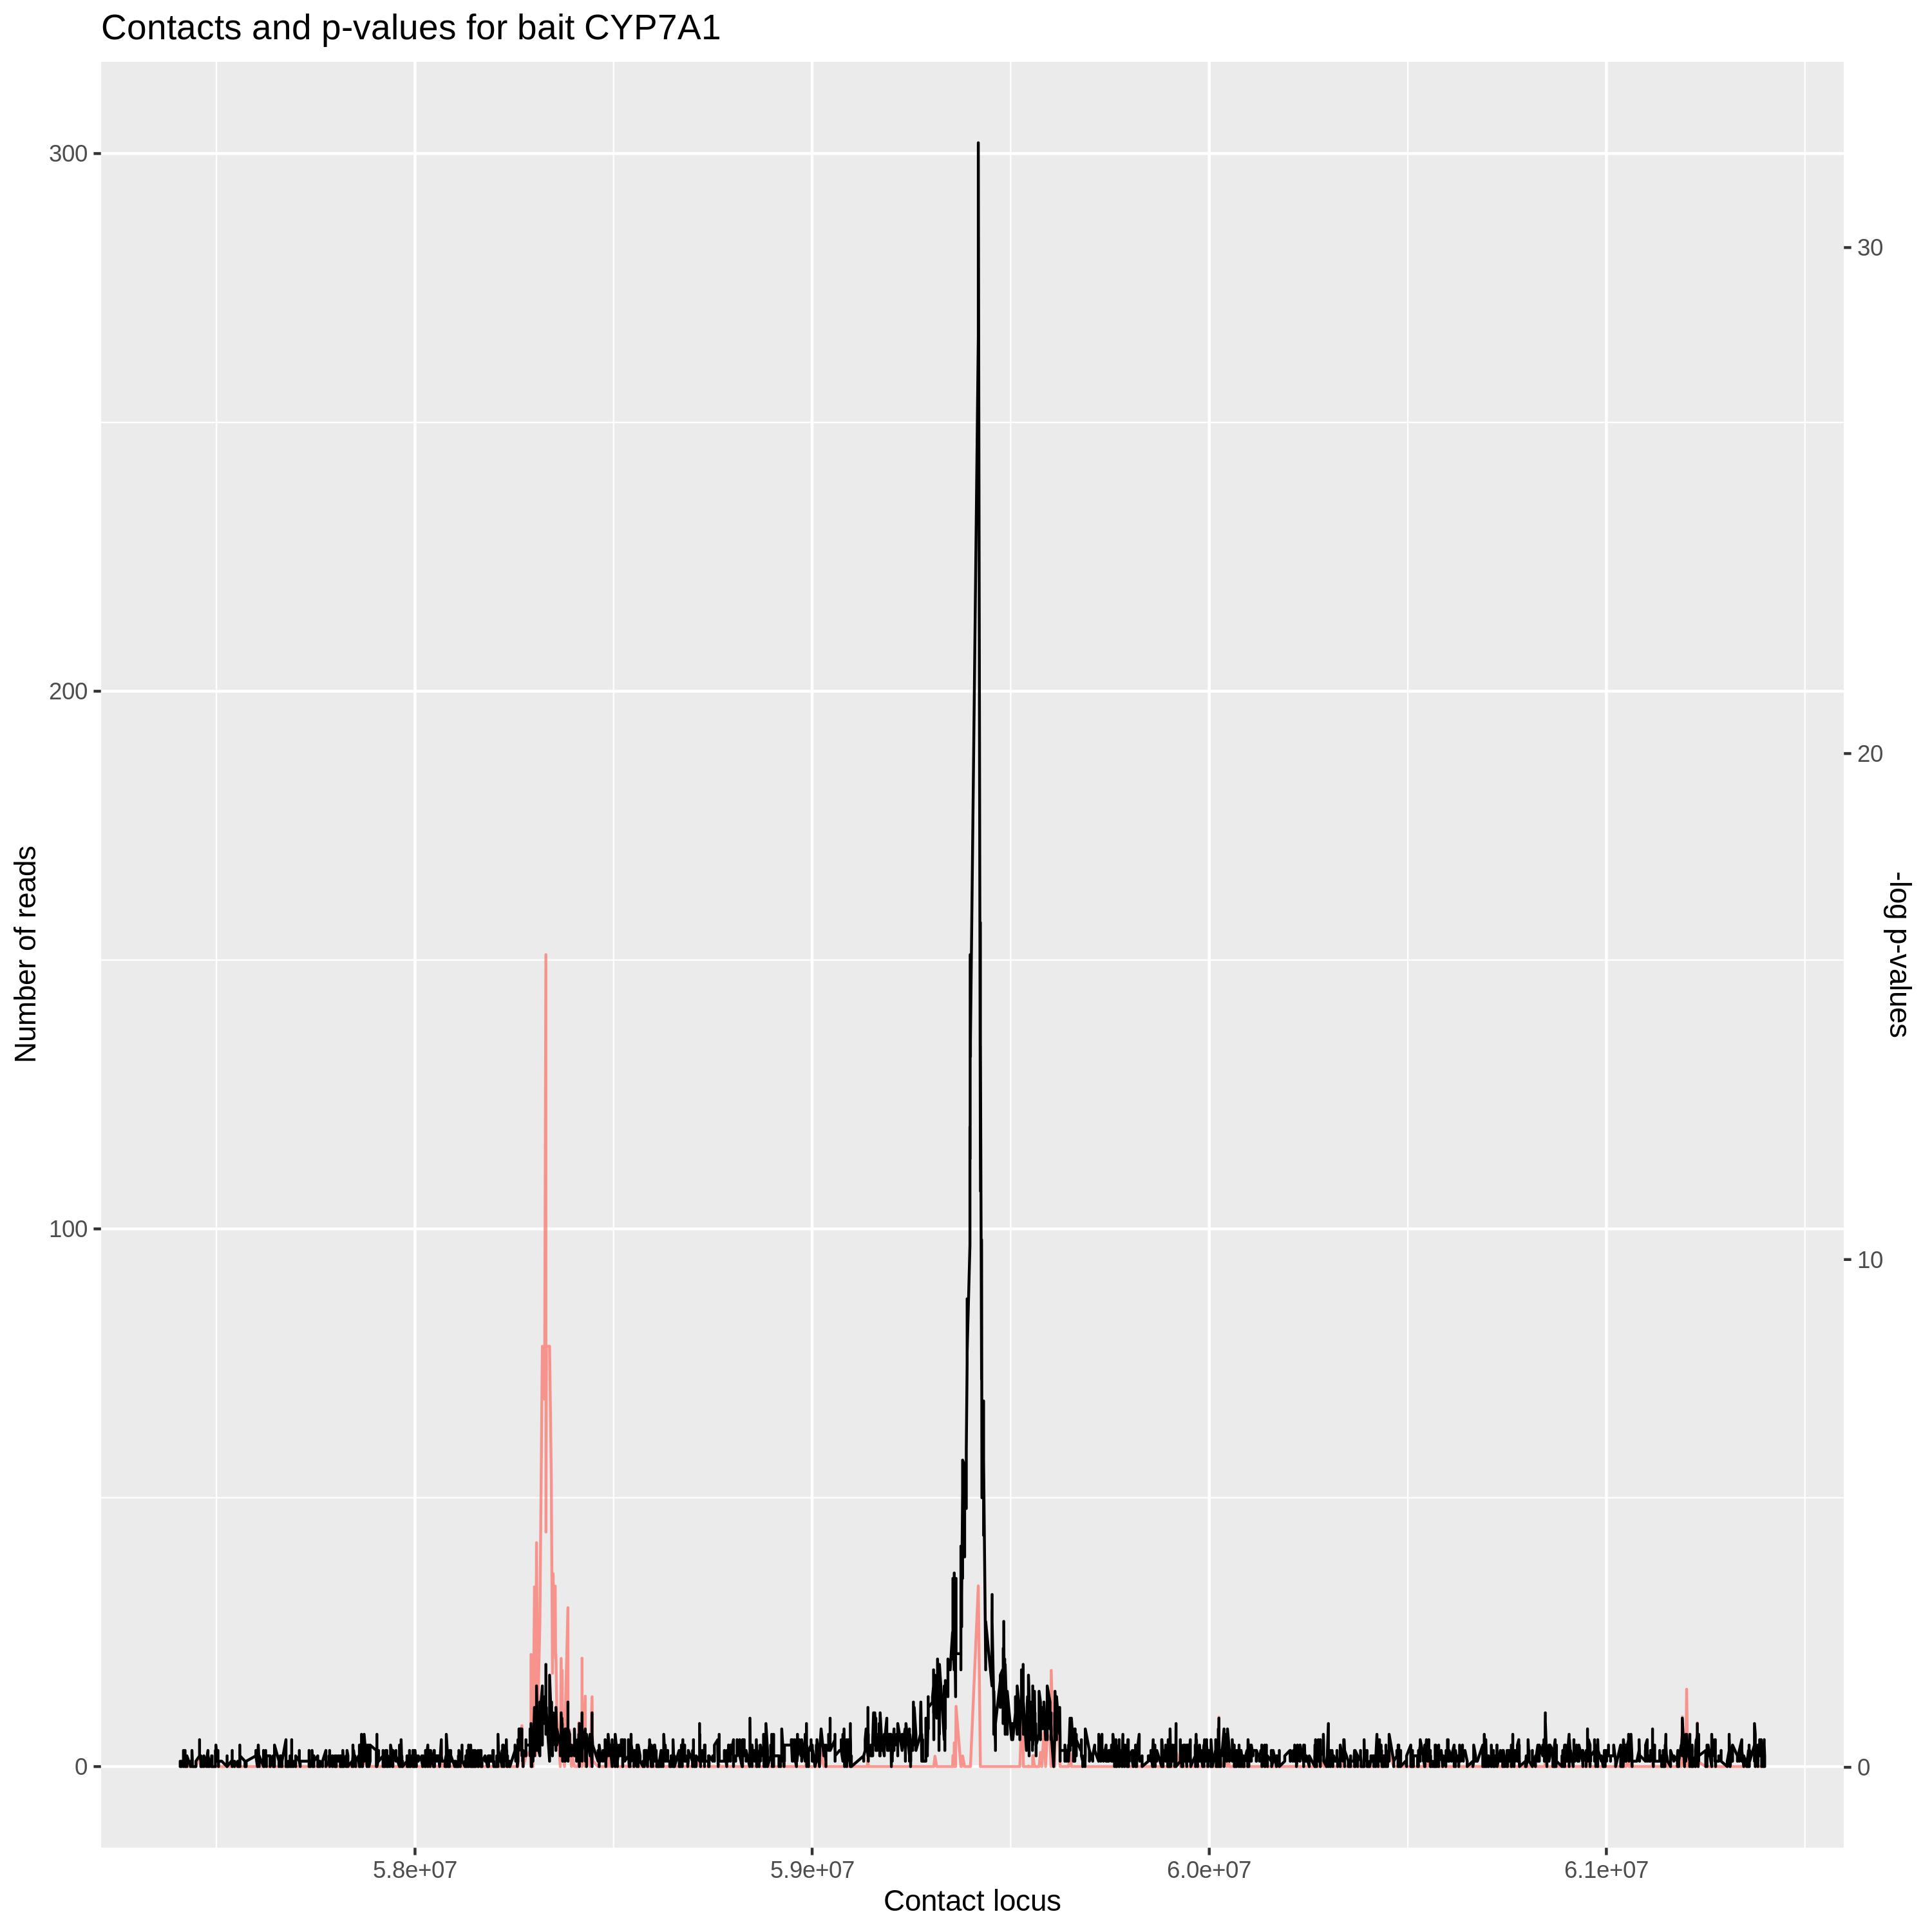 Contacts and p-values for bait CYP7A1
300
200
100
0
Number of reads
30
20
10
0
-log p-values
5.8e+07
5.9e+07
6.0e+07
6.1e+07
Contact locus